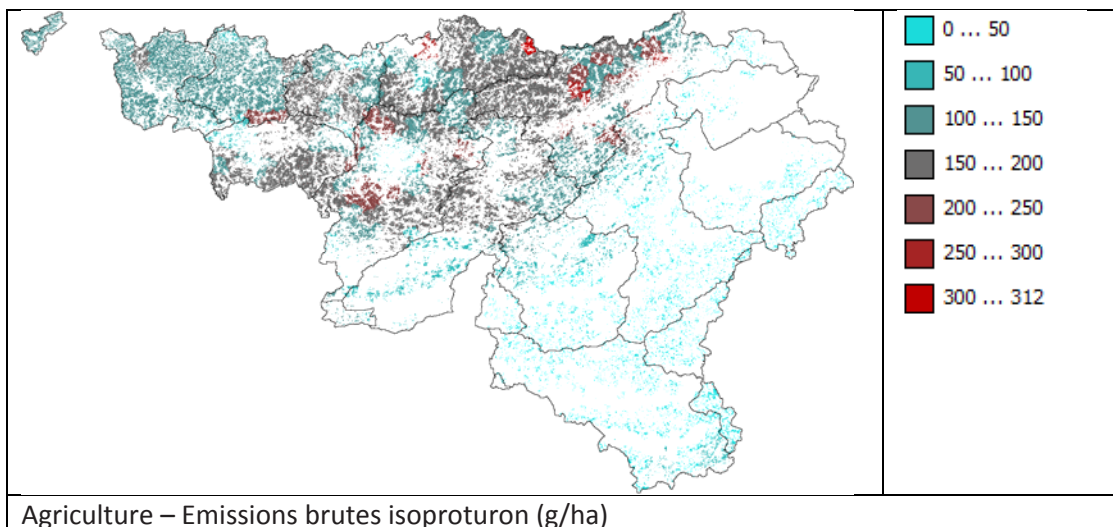 0 ... 50
50 ... 100
100 ... 150
150 ... 200
200 ... 250
250 ... 300
300 ... 312
Agriculture – Emissions brutes isoproturon (g/ha)